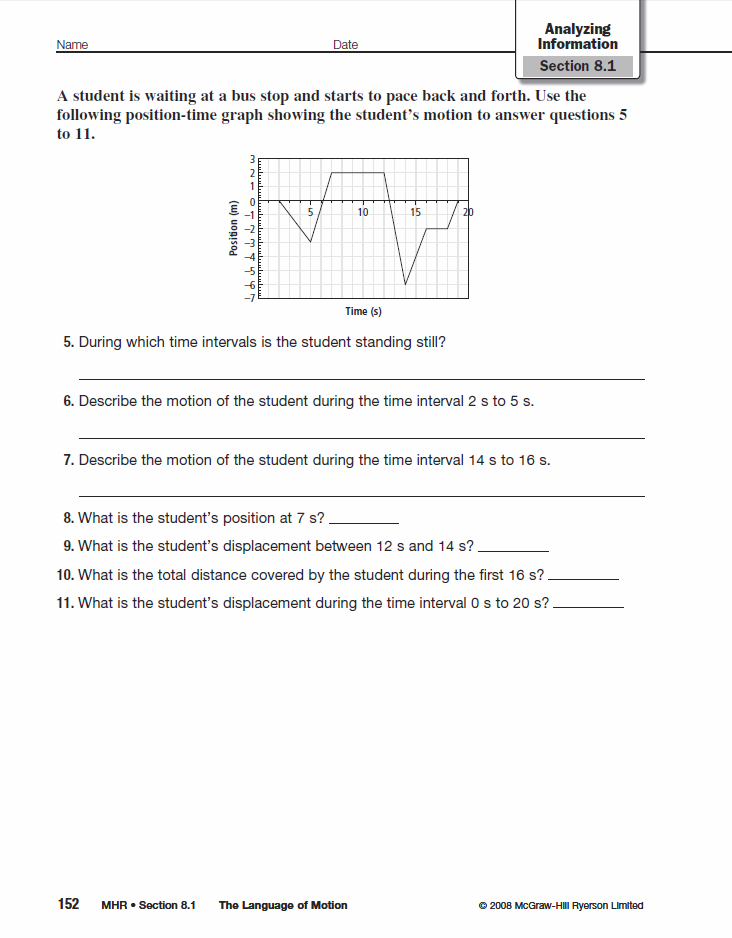 Analyzing
Information
Section 8.1
Name Date
A student is waiting at a bus stop and starts to pace back and forth. Use the
following position-time graph showing the student's motion to answer questions 5
to 11.
3
2
1
0
–1
–2
–3
–4
–5
–6
–7
5 10 15 20
Position (m)
Time (s)
5. During which time intervals is the student standing still?
6. Describe the motion of the student during the time interval 2 s to 5 s.
7. Describe the motion of the student during the time interval 14 s to 16 s.
8. What is the student's position at 7 s?
9. What is the student's displacement between 12 s and 14 s?
10. What is the total distance covered by the student during the first 16 s?
11. What is the student's displacement during the time interval 0 s to 20 s?
152 MHR • Section 8.1 The Language of Motion © 2008 McGraw-Hill Ryerson Limited